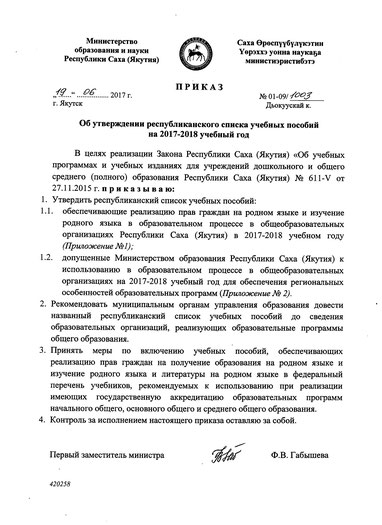 Министерство
образования и науки
Республики Саха (Якутия)
Саха Өрөспүүбүлүкэтин
Үөрэххэ уонна наукаҕа
министиэристибэтэ
П Р И К А З
19 - 06 2017 г.
№ 01-09/ 1003
г. Якутск
Дьокуускай к.
Об утверждении республиканского списка учебных пособий
на 2017-2018 учебный год
В целях реализации Закона Республики Саха (Якутия) «Об учебных
программах и учебных изданиях для учреждений дошкольного и общего
среднего (полного) образования Республики Саха (Якутия) № 611-V от
27.11.2015 г. п р и к а з ы в а ю:
1. Утвердить республиканский список учебных пособий:
1.1. обеспечивающие реализацию прав граждан на родном языке и изучение
родного языка в образовательном процессе в общеобразовательных
организациях Республики Саха (Якутия) в 2017-2018 учебном году
(Приложение №1);
1.2. допущенные Министерством образования Республики Саха (Якутия) к
использованию в образовательном процессе в общеобразовательных
организациях на 2017-2018 учебный год для обеспечения региональных
особенностей образовательных программ (Приложение № 2).
2. Рекомендовать муниципальным органам управления образования довести
названный республиканский список учебных пособий до сведения
образовательных организаций, реализующих образовательные программы
общего образования.
3. Принять меры по включению учебных пособий, обеспечивающих
реализацию прав граждан на получение образования на родном языке и
изучение родного языка и литературы на родном языке в федеральный
перечень учебников, рекомендуемых к использованию при реализации
имеющих государственную аккредитацию образовательных программ
начального общего, основного общего и среднего общего образования.
4. Контроль за исполнением настоящего приказа оставляю за собой.
Первый заместитель министра
Ф.В. Габышева
420258